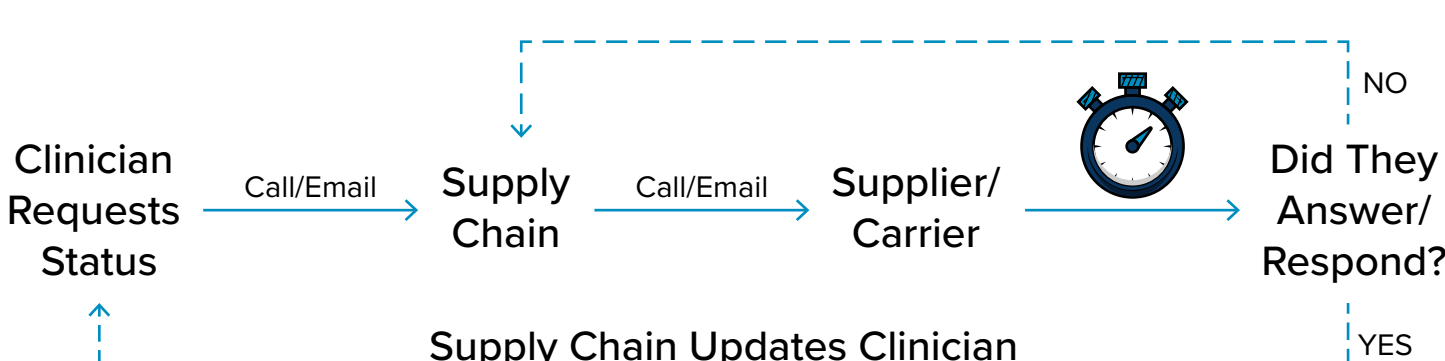 NO
Clinician
Requests
Status
Call/Email
Supply
Chain
Call/Email
Supplier/
Carrier
Did They
Answer/
Respond?
Supply Chain Updates Clinician
YES